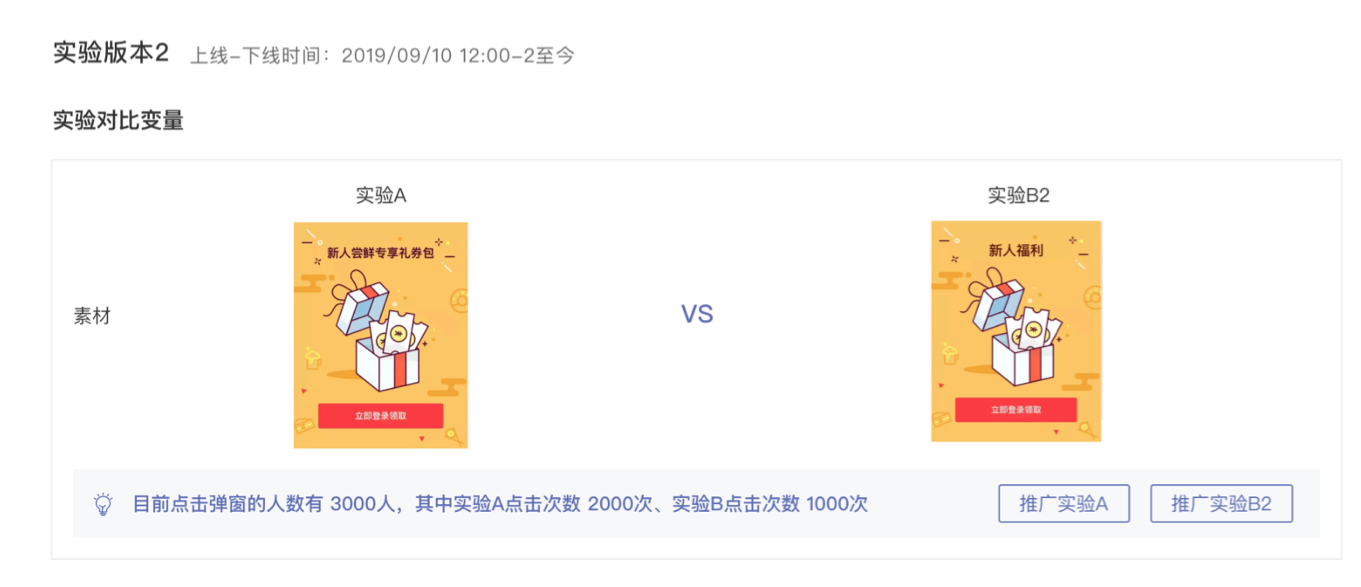 实验版本2 上线-下线时间：2019/09/10 12:00-2至今
实验对比变量
实验A
实验B2
新人尝鲜专享礼券包
新人福利
素材
VS
立即登录领取
立即登录领取
目前点击弹窗的人数有 3000人，其中实验A点击次数 2000次、实验B点击次数 1000次
推广实验A
推广实验B2